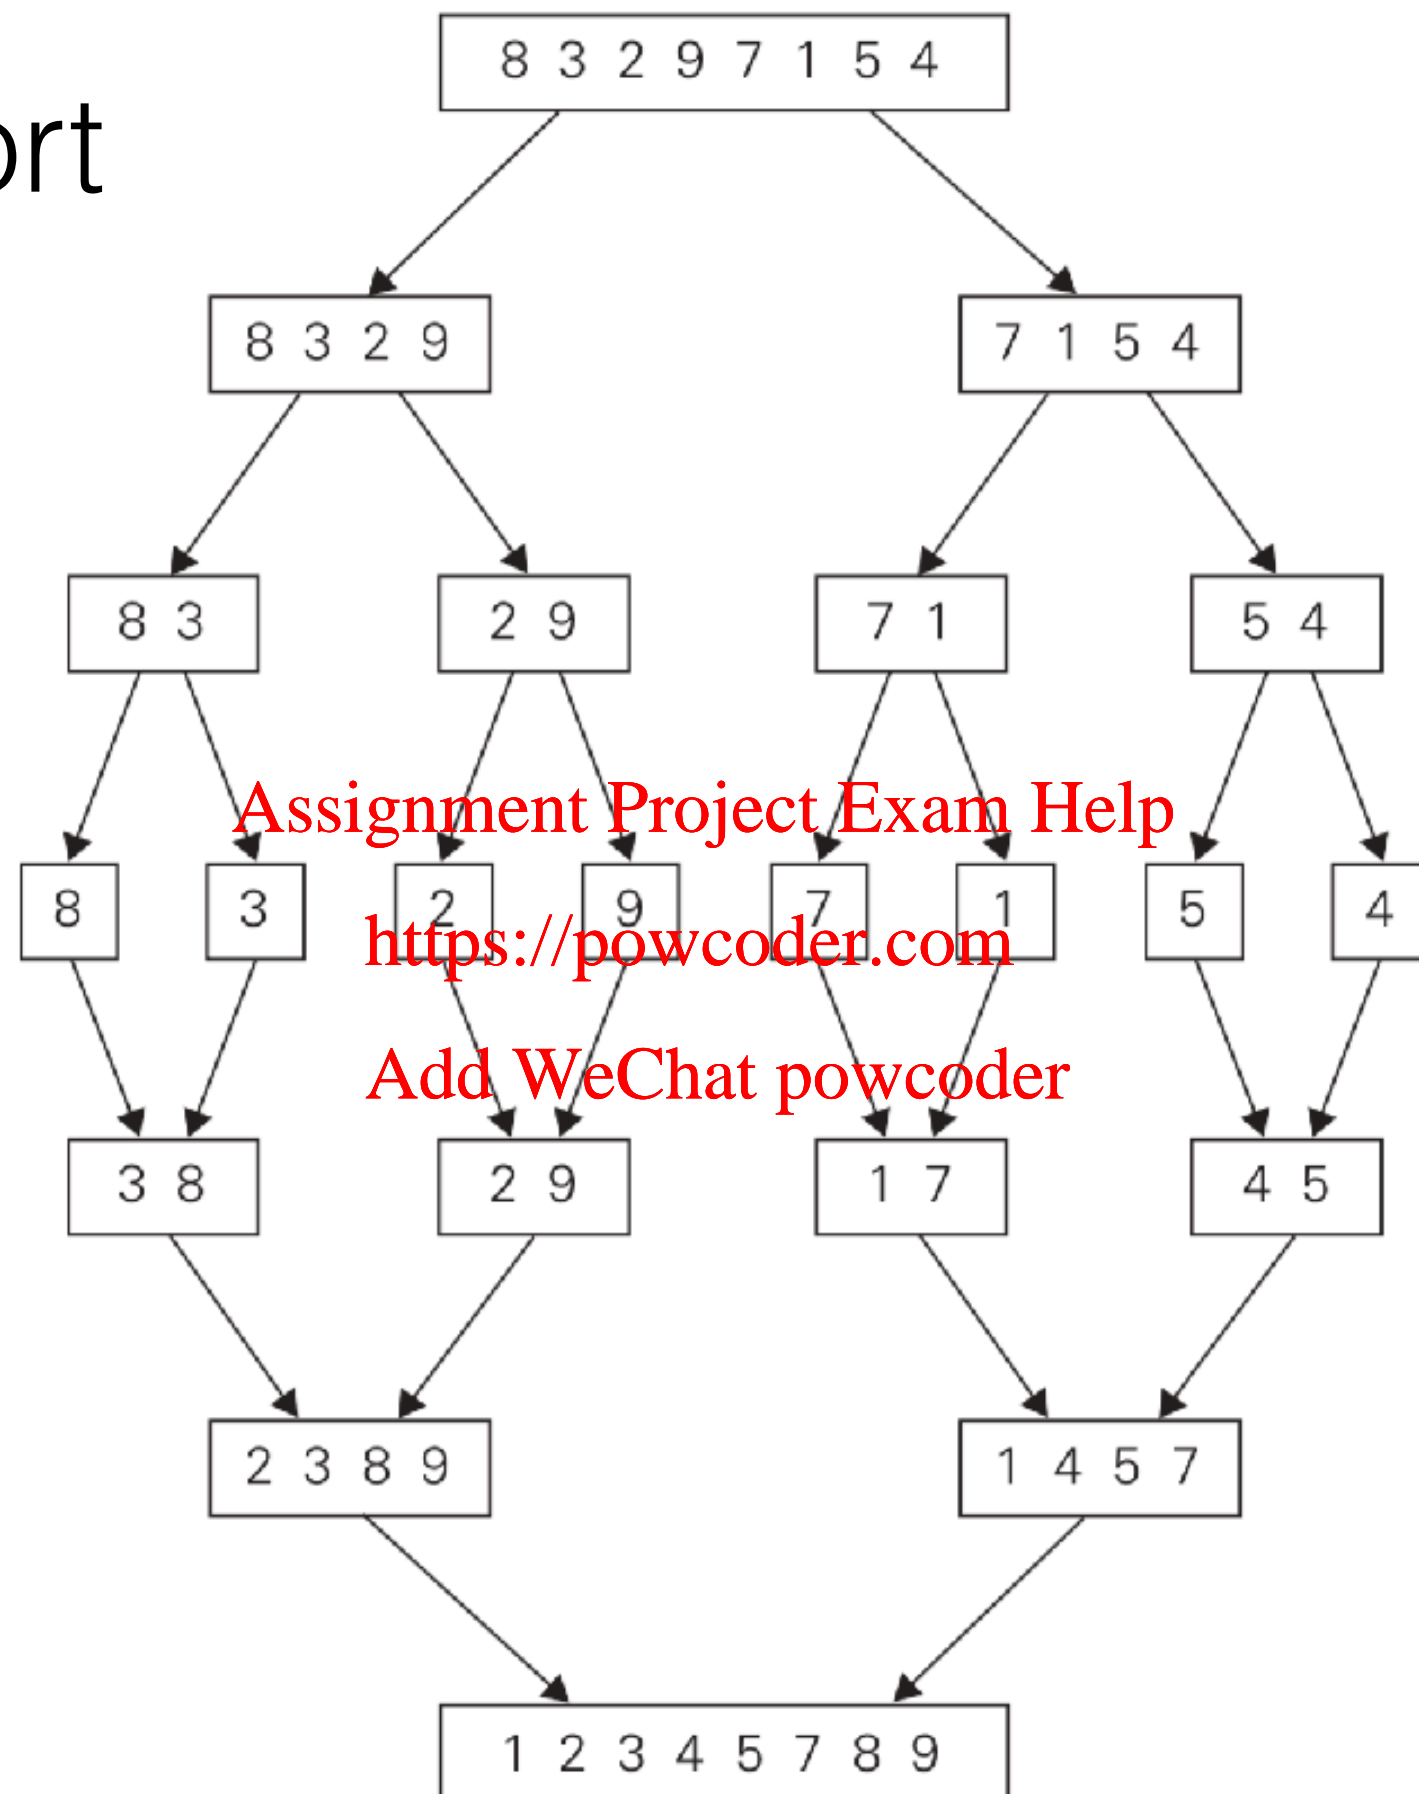 8 3 2 9 7 1 5 4
ort
8 3 2 9
7 1 5 4
8 3
2 9
7 1
5 4
Assignment Project Exam Help
8
3
2
9
7
1
5
4
https://powcoder.com
Add WeChat powcoder
3 8
2 9
1 7
4 5
2 3 8 9
1 4 5 7
1 2 3 4 5 7 8 9